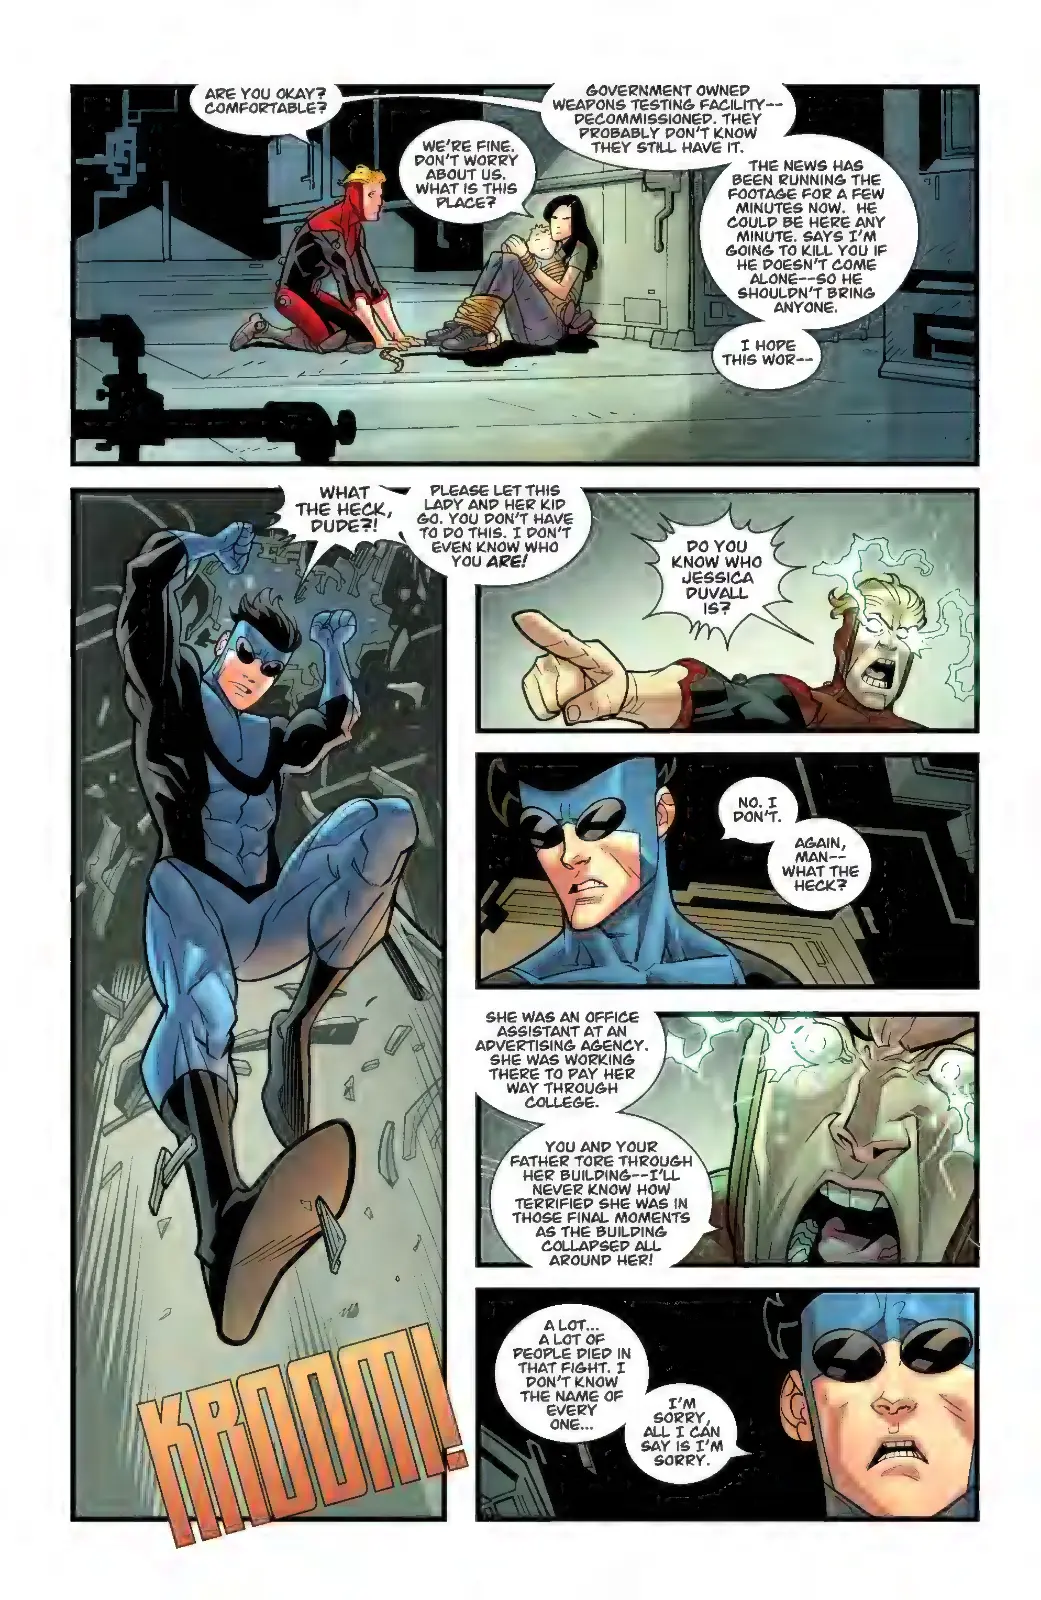 ARE YOU OKAY?
COMFORTABLE?
GOVERNMENT OWNED
WEAPONS TESTING FACILITY--
DECOMMISSIONED. THEY
PROBABLY DON'T KNOW
THEY STILL HAVE IT.
WE'RE FINE.
DON'T WORRY
ABOUT US.
WHAT IS THIS
PLACE?
THE NEWS HAS
BEEN RUNNING THE
FOOTAGE FOR A FEW
MINUTES NOW. HE
COULD BE HERE ANY
MINUTE. SAYS I'M
GOING TO KILL YOU IF
HE DOESN'T COME
ALONE--SO HE
SHOULDN'T BRING
ANYONE.
I HOPE
THIS WOR--
WHAT
THE HECK,
DUDE?!
PLEASE LET THIS
LADY AND HER KID
GO. YOU DON'T HAVE
TO DO THIS. I DON'T
EVEN KNOW WHO
YOU ARE!
KROOM!
DO YOU
KNOW WHO
JESSICA
DUVALL
IS?
NO. I
DON'T.
AGAIN,
MAN--
WHAT THE
HECK?
SHE WAS AN OFFICE
ASSISTANT AT AN
ADVERTISING AGENCY.
SHE WAS WORKING
THERE TO PAY HER
WAY THROUGH
COLLEGE.
YOU AND YOUR
FATHER TORE THROUGH
HER BUILDING--I'LL
NEVER KNOW HOW
TERRIFIED SHE WAS IN
THOSE FINAL MOMENTS
AS THE BUILDING
COLLAPSED ALL
AROUND HER!
A LOT...
A LOT OF
PEOPLE DIED IN
THAT FIGHT. I
DON'T KNOW
THE NAME OF
EVERY
ONE...
I'M
SORRY,
ALL I CAN
SAY IS I'M
SORRY.